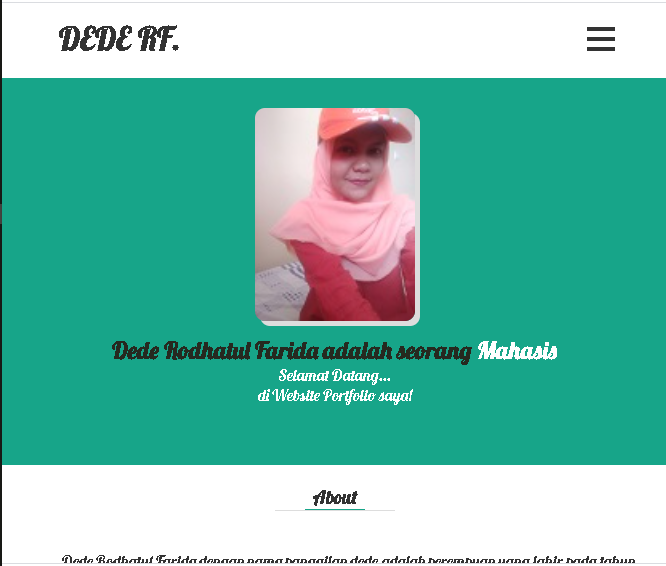 DEDE RF.
Dede Rodhatul Farida adalah seorang Mahasis
Selamat Datang...
di Website Portfolio saya!
About
Dede Rodhatul Farida dengan nama panggilan dede adalah perempuan yang lahir pada tahun